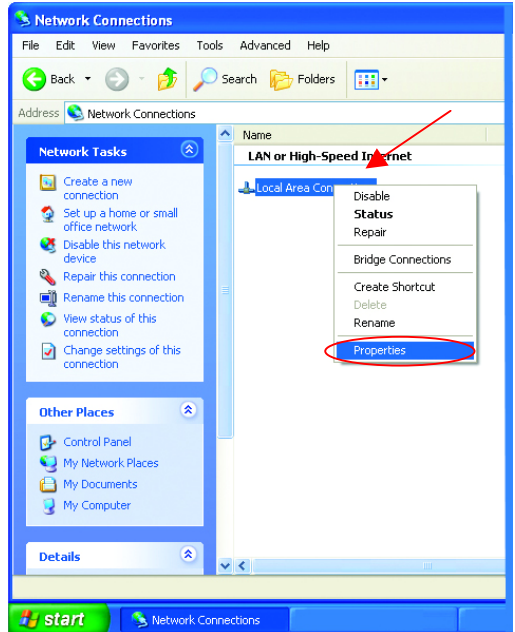 Network Connections
File Edit View Favorites Tools Advanced Help
Back Search Folders
Address Network Connections
Network Tasks
Create a new
connection
Set up a home or small
office network
Disable this network
device
Repair this connection
Rename this connection
View status of this
connection
Change settings of this
connection
Other Places
Control Panel
My Network Places
My Documents
My Computer
Details
Name
LAN or High-Speed Internet
Local Area
Disable
Status
Repair
Bridge Connections
Create Shortcut
Delete
Rename
Properties
start Network Connections